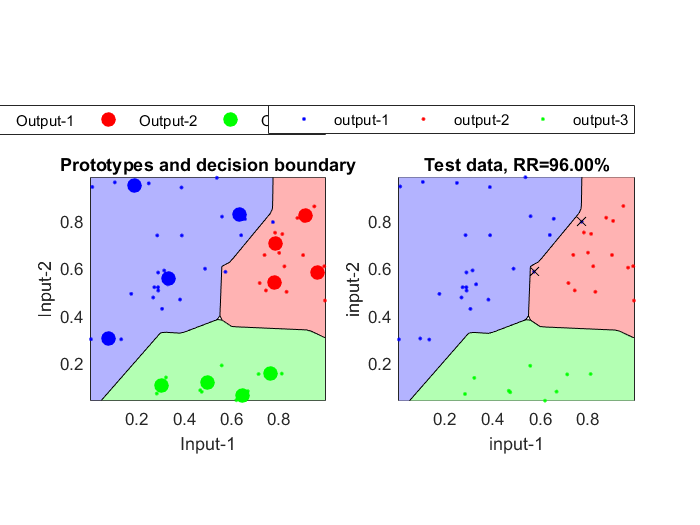 Output-1 Output-2
output-1 output-2 output-3
Prototypes and decision boundary
Test data, RR=96.00%
Input-2
0.8
0.6
0.4
0.2
0.2 0.4 0.6 0.8
Input-1
input-2
0.8
0.6
0.4
0.2
0.2 0.4 0.6 0.8
input-1